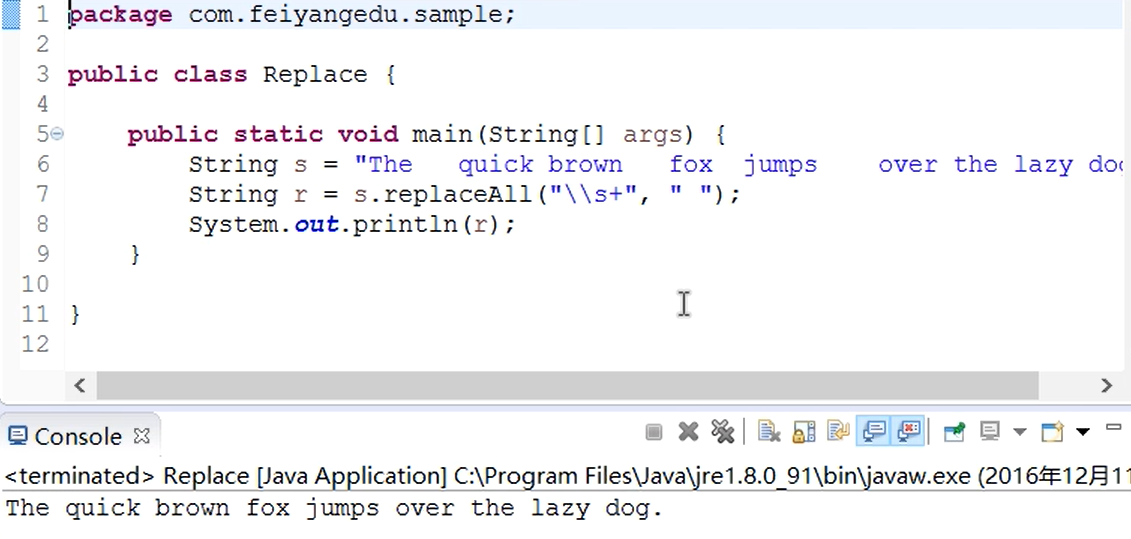 1 package com.feiyangedu.sample;
2
3 public class Replace {
4
5 public static void main(String[] args) {
6 String s = "The   quick brown   fox  jumps    over the lazy
7 String r = s.replaceAll("\\s+", " ");
8 System.out.println(r);
9 }
10
11 }
12
Console
<terminated> Replace [Java Application] C:\Program Files\Java\jre1.8.0_91\bin\javaw.exe (2016年12月11
The quick brown fox jumps over the lazy dog.